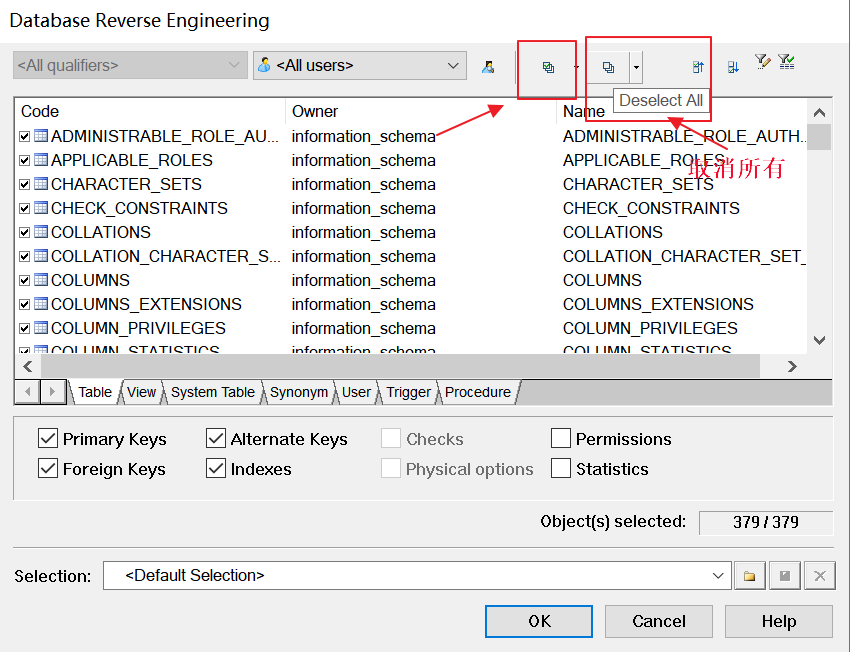 Database Reverse Engineering
<All qualifiers>
<All users>
Deselect All
取消所有
Code Owner Name
ADMINISTRABLE_ROLE_AU... information_schema ADMINISTRABLE_ROLE_AUTH...
APPLICABLE_ROLES information_schema APPLICABLE_ROLES
CHARACTER_SETS information_schema CHARACTER_SETS
CHECK_CONSTRAINTS information_schema CHECK_CONSTRAINTS
COLLATIONS information_schema COLLATIONS
COLLATION_CHARACTER_S... information_schema COLLATION_CHARACTER_SET_
COLUMNS information_schema COLUMNS
COLUMNS_EXTENSIONS information_schema COLUMNS_EXTENSIONS
COLUMN_PRIVILEGES information_schema COLUMN_PRIVILEGES
COLUMN_STATISTICS information_schema COLUMN_STATISTICS
Table View System Table Synonym User Trigger Procedure
Primary Keys Alternate Keys Checks Permissions
Foreign Keys Indexes Physical options Statistics
Object(s) selected: 379 / 379
Selection: <Default Selection>
OK Cancel Help